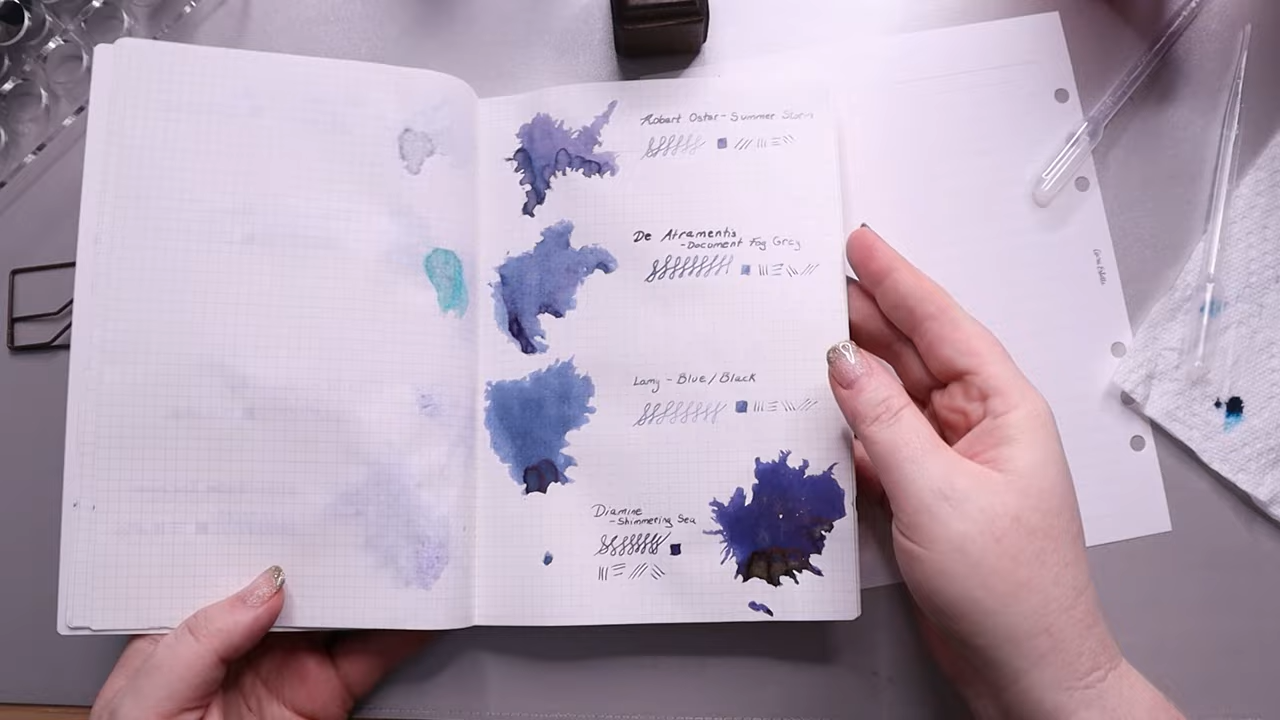 Robert Oster - Summer Storm
De Atramentis
- Document Fog Grey
Lamy - Blue/Black
Diamine
- Shimmering Sea